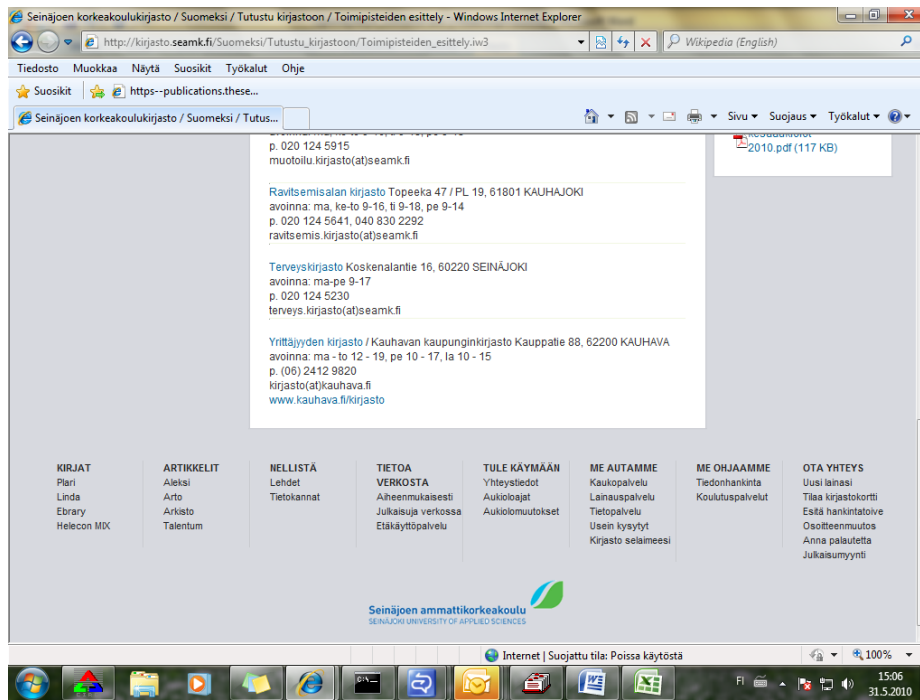 Seinäjoen korkeakoulukirjasto / Suomeksi / Tutustu kirjastoon / Toimipisteiden esittely - Windows Internet Explorer
http://kirjasto.seamk.fi/Suomeksi/Tutustu_kirjastoon/Toimipisteiden_esittely.iw3
Wikipedia (English)
Tiedosto Muokkaa Näytä Suosikit Työkalut Ohje
Suosikit https--publications.these...
Seinäjoen korkeakoulukirjasto / Suomeksi / Tutus...
Sivu Suojaus Työkalut
p. 020 124 5915
muotoilu.kirjasto(at)seamk.fi
2010.pdf (117 KB)
Ravitsemisalan kirjasto Topeeka 47 / PL 19, 61801 KAUHAJOKI
avoinna: ma, ke-to 9-16, ti 9-18, pe 9-14
p. 020 124 5641, 040 830 2292
ravitsemis.kirjasto(at)seamk.fi
Terveyskirjasto Koskenalantie 16, 60220 SEINÄJOKI
avoinna: ma-pe 9-17
p. 020 124 5230
terveys.kirjasto(at)seamk.fi
Yrittäjyyden kirjasto / Kauhavan kaupunginkirjasto Kauppatie 88, 62200 KAUHAVA
avoinna: ma - to 12 - 19, pe 10 - 17, la 10 - 15
p. (06) 2412 9820
kirjasto(at)kauhava.fi
www.kauhava.fi/kirjasto
KIRJAT
Plari
Linda
Ebrary
Helecon MIX
ARTIKKELIT
Aleksi
Arto
Arkisto
Talentum
NELLISTÄ
Lehdet
Tietokannat
TIETOA
VERKOSTA
Aiheenmukaisesti
Julkaisuja verkossa
Etäkäyttöpalvelu
TULE KÄYMÄÄN
Yhteystiedot
Aukioloajat
Aukiolomuutokset
ME AUTAMME
Kaukopalvelu
Lainauspalvelu
Tietopalvelu
Usein kysytyt
Kirjasto selaimeesi
ME OHJAAMME
Tiedonhankinta
Koulutuspalvelut
OTA YHTEYS
Uusi lainasi
Tilaa kirjastokortti
Esitä hankintatoive
Osoitteenmuutos
Anna palautetta
Julkaisumyynti
Seinäjoen ammattikorkeakoulu
SEINÄJOKI UNIVERSITY OF APPLIED SCIENCES
Internet | Suojattu tila: Poissa käytöstä
100%
FI
15:06
31.5.2010